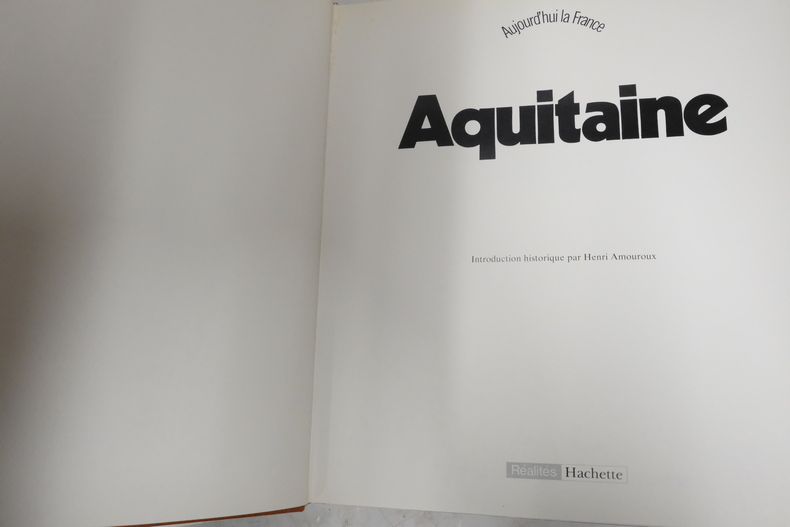 Aujourd'hui la France
Aquitaine
Introduction historique par Henri Amouroux
Réalités Hachette